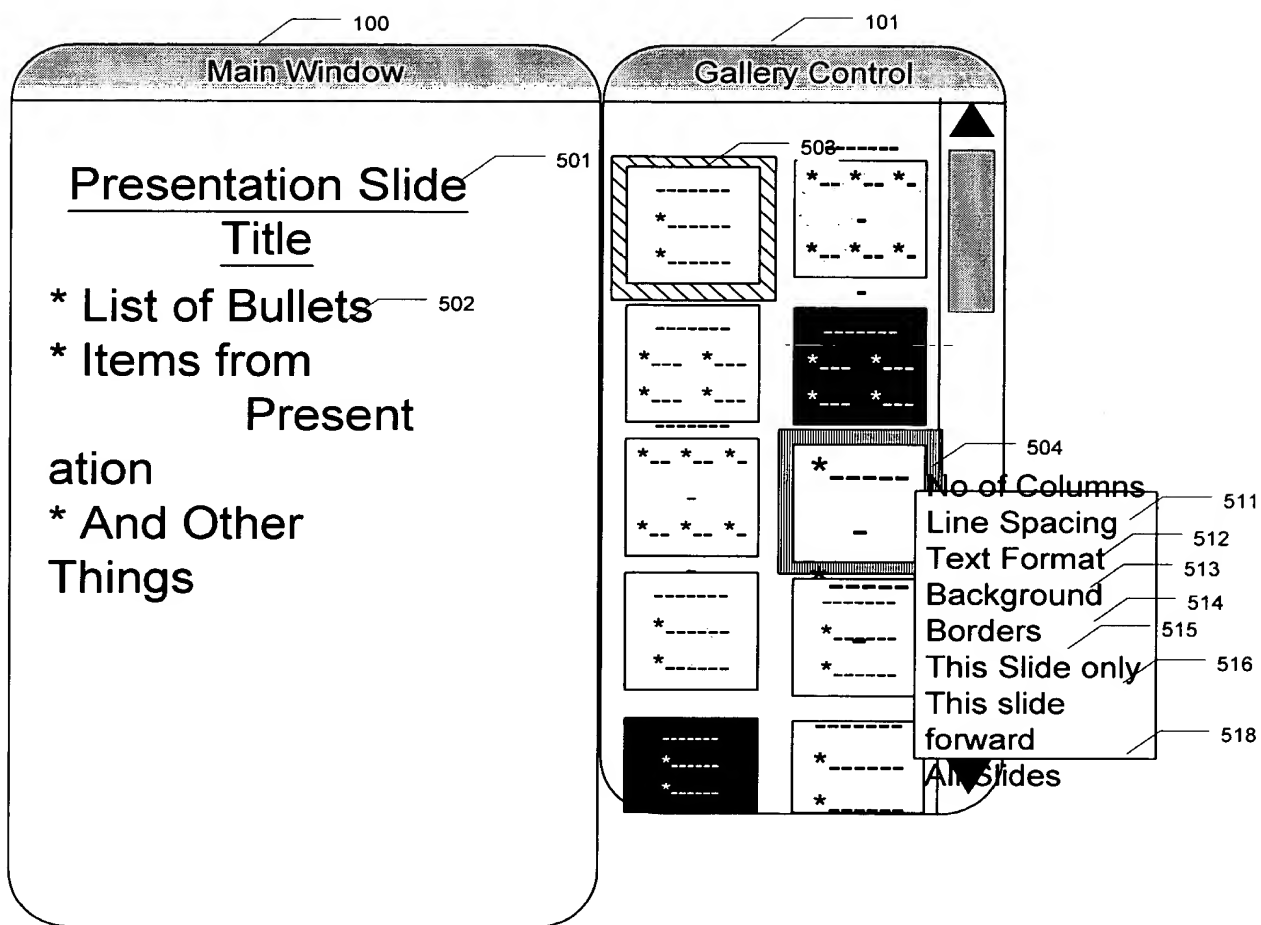 100
101
Main Window
Gallery Control
Presentation Slide
Title
501
* List of Bullets
502
* Items from
Present
ation
* And Other
Things
503
504
No of Columns
Line Spacing
Text Format
Background
Borders
This Slide only
This slide
forward
All Slides
511
512
513
514
515
516
518